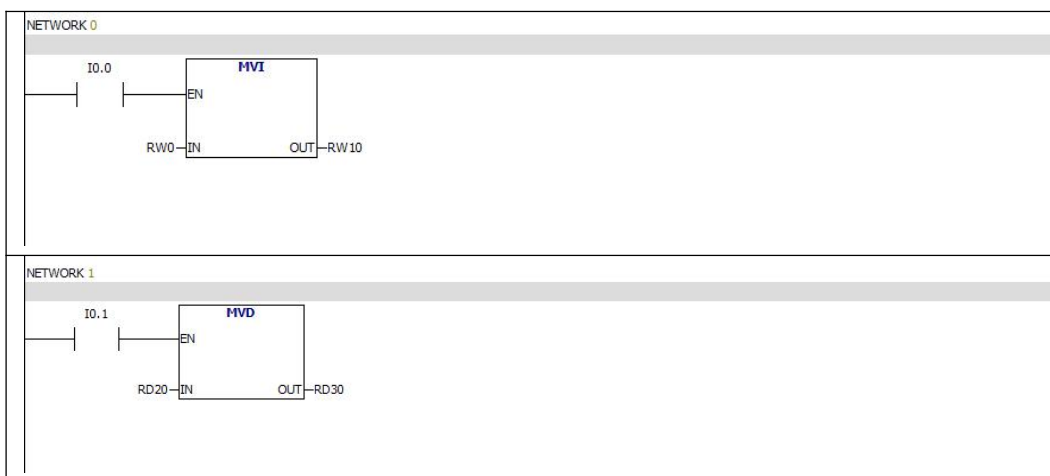 NETWORK 0
I0.0
MVI
EN
RW0 IN OUT RW10
NETWORK 1
I0.1
MVD
EN
RD20 IN OUT RD30